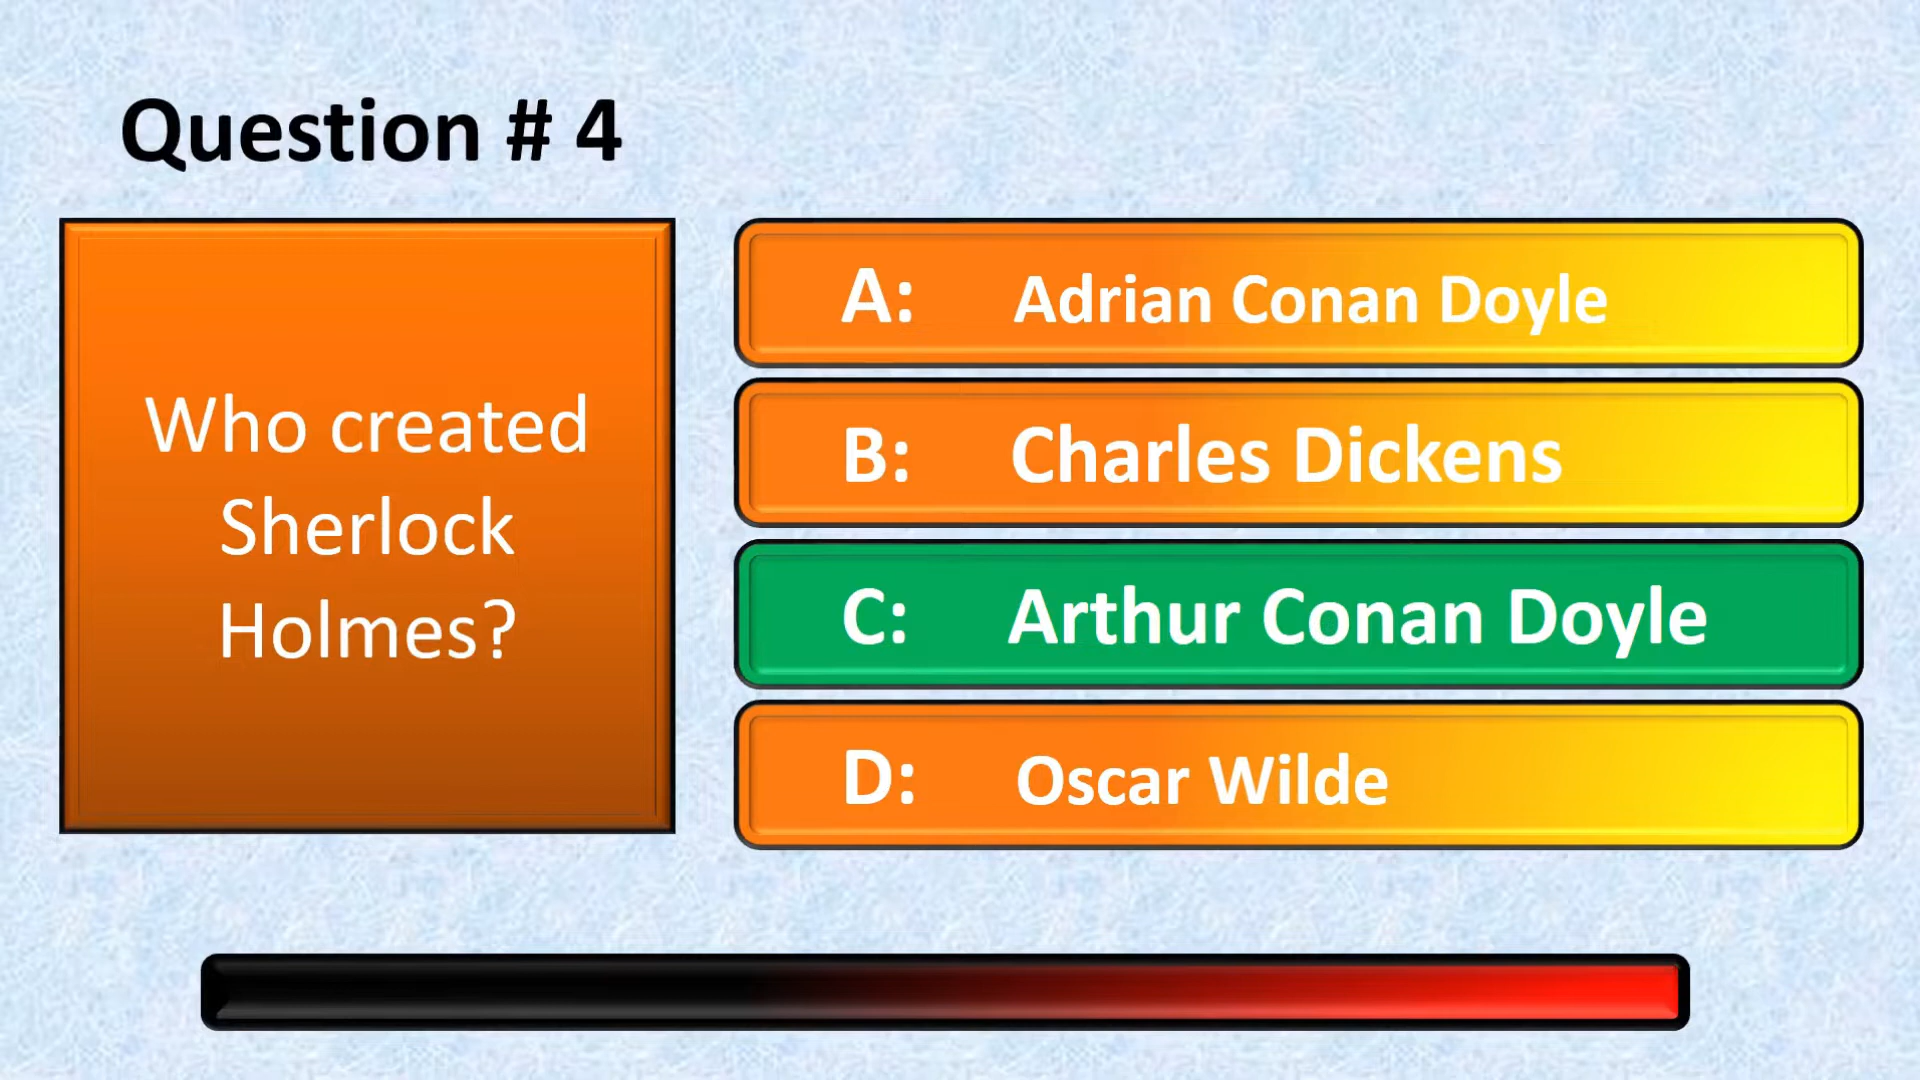 Question # 4
Who created
Sherlock
Holmes?
A: Adrian Conan Doyle
B: Charles Dickens
C: Arthur Conan Doyle
D: Oscar Wilde